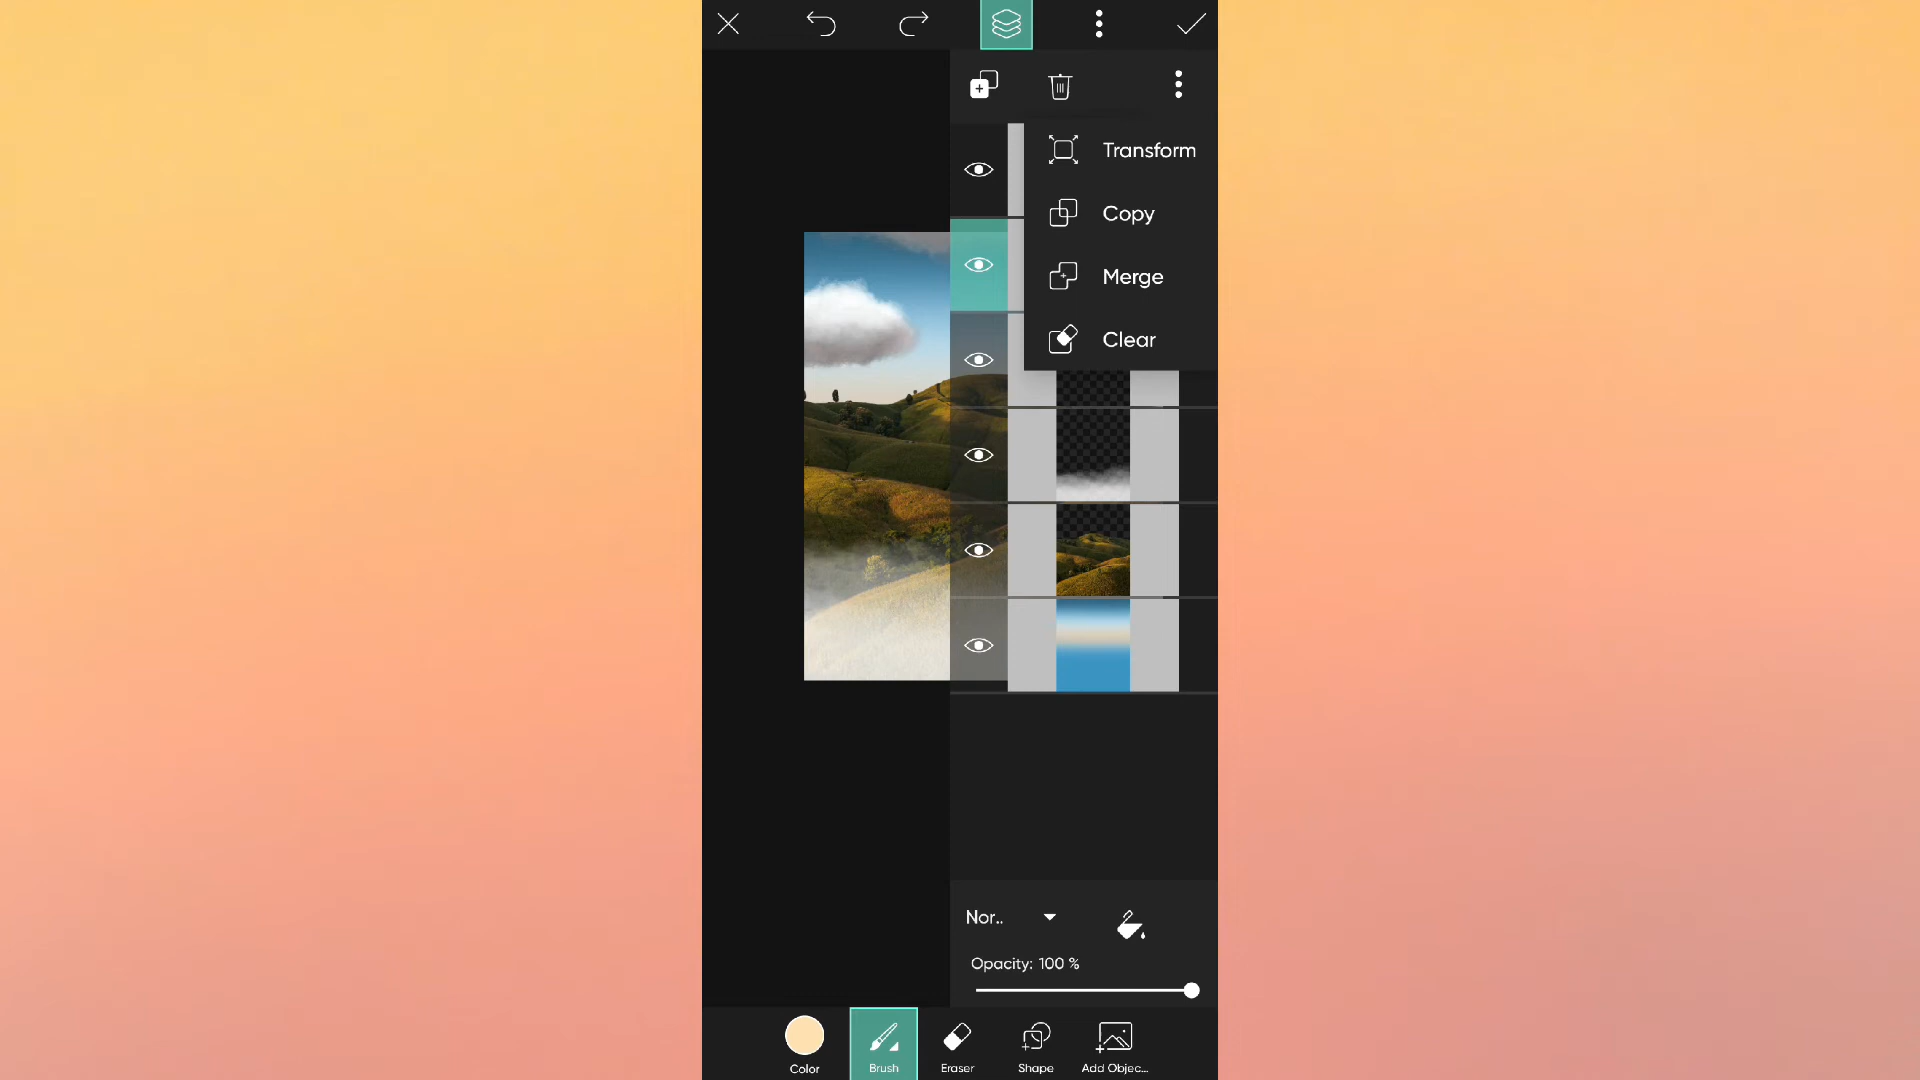 Transform
Copy
Merge
Clear
Nor..
Opacity: 100 %
Color
Brush
Eraser
Shape
Add Objec...